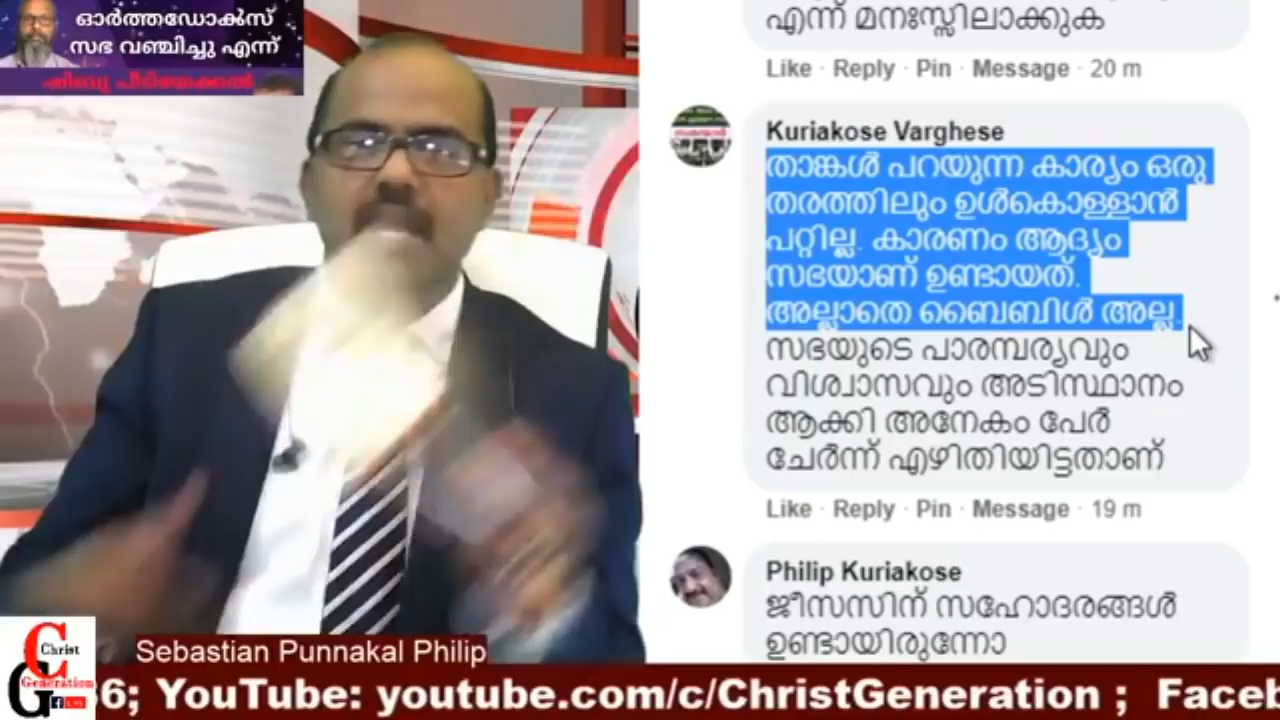 ഓർത്തഡോക്സ്
സഭ വഞ്ചിച്ചു എന്ന്
ഷിബു പീടിയേക്കൽ
എന്ന് മനഃസ്സിലാക്കുക
Like · Reply · Pin · Message · 20 m
Kuriakose Varghese
താങ്കൾ പറയുന്ന കാര്യം ഒരു
തരത്തിലും ഉൾകൊള്ളാൻ
പറ്റില്ല. കാരണം ആദ്യം
സഭയാണ് ഉണ്ടായത്.
അല്ലാതെ ബൈബിൾ അല്ല.
സഭയുടെ പാരമ്പര്യവും
വിശ്വാസവും അടിസ്ഥാനം
ആക്കി അനേകം പേർ
ചേർന്ന് എഴിതിയിട്ടതാണ്
Like · Reply · Pin · Message · 19 m
Philip Kuriakose
ജീസസിന് സഹോദരങ്ങൾ
ഉണ്ടായിരുന്നോ
Sebastian Punnakal Philip
Christ
Generation
6; YouTube: youtube.com/c/ChristGeneration ; Faceb